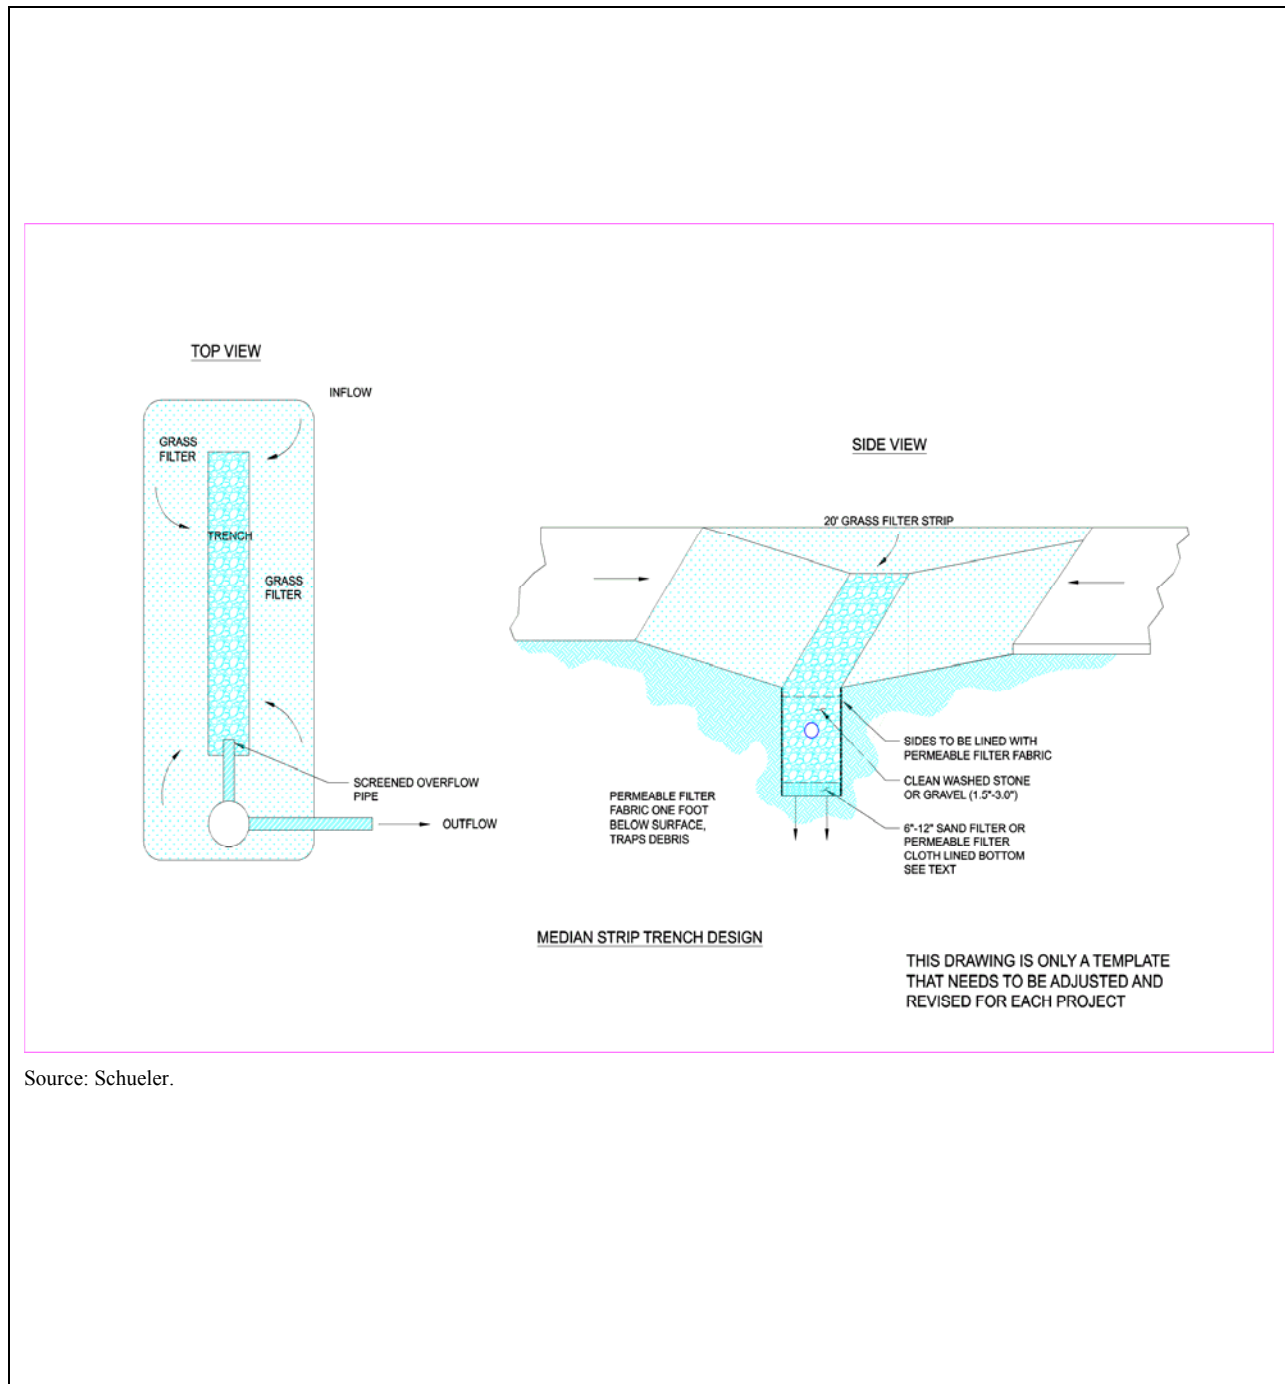 TOP VIEW
INFLOW
GRASS
FILTER
TRENCH
GRASS
FILTER
SCREENED OVERFLOW
PIPE
OUTFLOW
SIDE VIEW
20' GRASS FILTER STRIP
SIDES TO BE LINED WITH
PERMEABLE FILTER FABRIC
CLEAN WASHED STONE
OR GRAVEL (1.5"-3.0")
PERMEABLE FILTER
FABRIC ONE FOOT
BELOW SURFACE,
TRAPS DEBRIS
6"-12" SAND FILTER OR
PERMEABLE FILTER
CLOTH LINED BOTTOM
SEE TEXT
MEDIAN STRIP TRENCH DESIGN
THIS DRAWING IS ONLY A TEMPLATE
THAT NEEDS TO BE ADJUSTED AND
REVISED FOR EACH PROJECT
Source: Schueler.